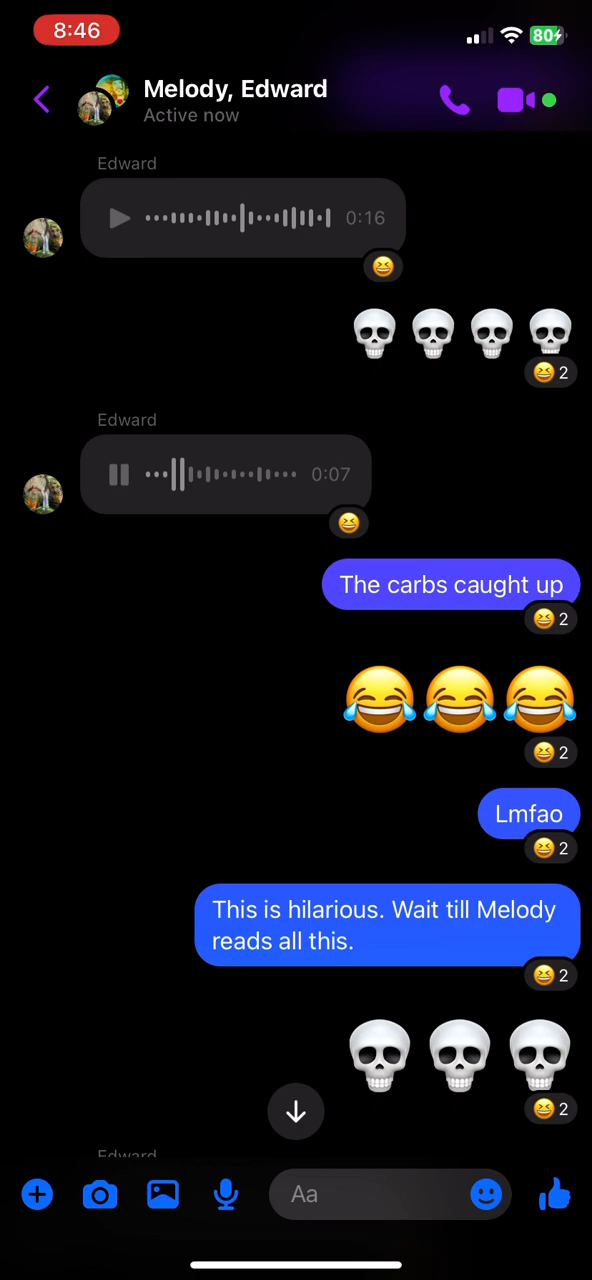 8:46
80
Melody, Edward
Active now
Edward
0:16
2
Edward
0:07
The carbs caught up
2
2
Lmfao
2
This is hilarious. Wait till Melody
reads all this.
2
2
Edward
Aa